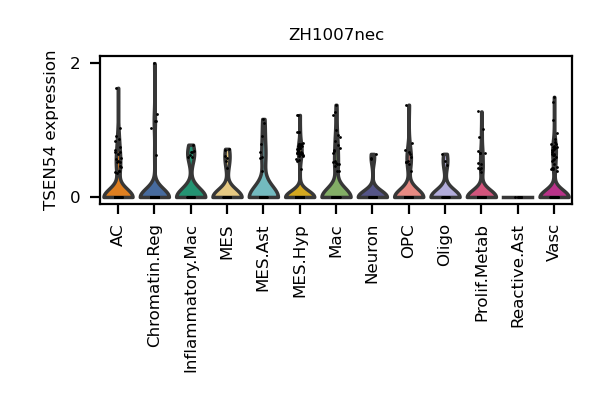 ZH1007nec
TSEN54 expression
2
0
AC
Chromatin.Reg
Inflammatory.Mac
MES
MES.Ast
MES.Hyp
Mac
Neuron
OPC
Oligo
Prolif.Metab
Reactive.Ast
Vasc